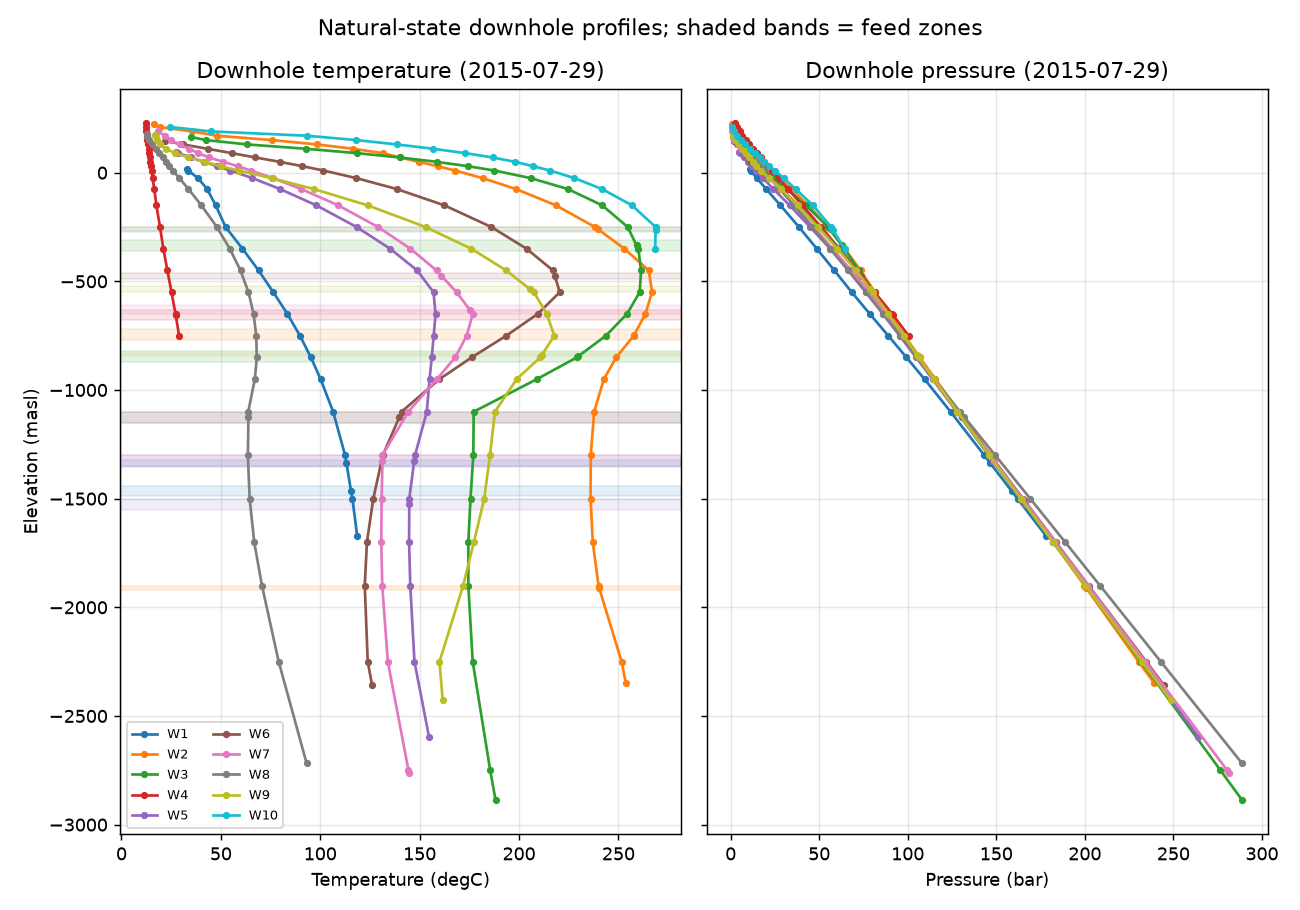 Natural-state downhole profiles; shaded bands = feed zones
Downhole temperature (2015-07-29)
Downhole pressure (2015-07-29)
Elevation (masl)
0
−500
−1000
−1500
−2000
−2500
−3000
W1
W2
W3
W4
W5
W6
W7
W8
W9
W10
0 50 100 150 200 250
Temperature (degC)
0 50 100 150 200 250 300
Pressure (bar)